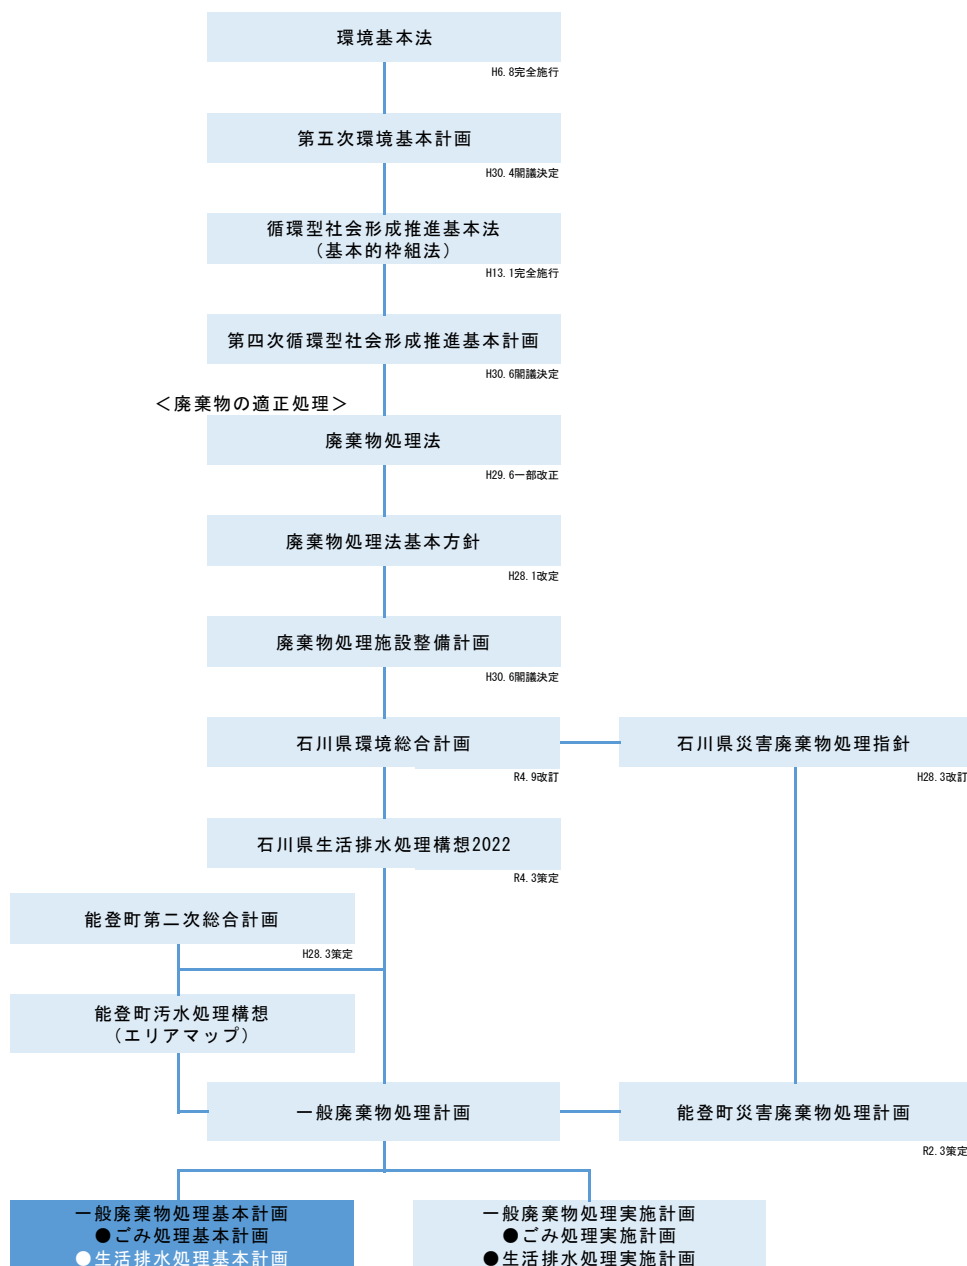 環境基本法
H6.8完全施行
第五次環境基本計画
H30.4閣議決定
循環型社会形成推進基本法
（基本的枠組法）
H13.1完全施行
第四次循環型社会形成推進基本計画
H30.6閣議決定
＜廃棄物の適正処理＞
廃棄物処理法
H29.6一部改正
廃棄物処理法基本方針
H28.1改定
廃棄物処理施設整備計画
H30.6閣議決定
石川県環境総合計画
R4.9改訂
石川県災害廃棄物処理指針
H28.3改訂
石川県生活排水処理構想2022
R4.3策定
能登町第二次総合計画
H28.3策定
能登町汚水処理構想
（エリアマップ）
一般廃棄物処理計画
能登町災害廃棄物処理計画
R2.3策定
一般廃棄物処理基本計画
●ごみ処理基本計画
●生活排水処理基本計画
一般廃棄物処理実施計画
●ごみ処理実施計画
●生活排水処理実施計画